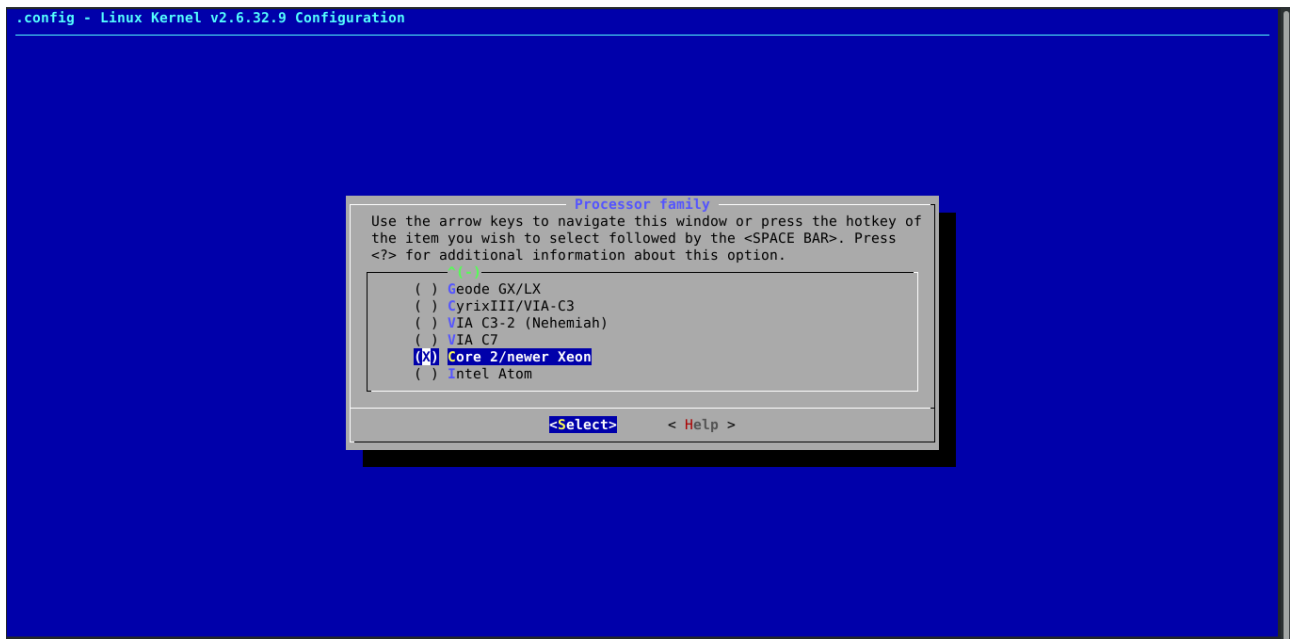 .config - Linux Kernel v2.6.32.9 Configuration
Processor family
Use the arrow keys to navigate this window or press the hotkey of
the item you wish to select followed by the <SPACE BAR>. Press
<?> for additional information about this option.
^(-)
( ) Geode GX/LX
( ) CyrixIII/VIA-C3
( ) VIA C3-2 (Nehemiah)
( ) VIA C7
(X) Core 2/newer Xeon
( ) Intel Atom
<Select> < Help >